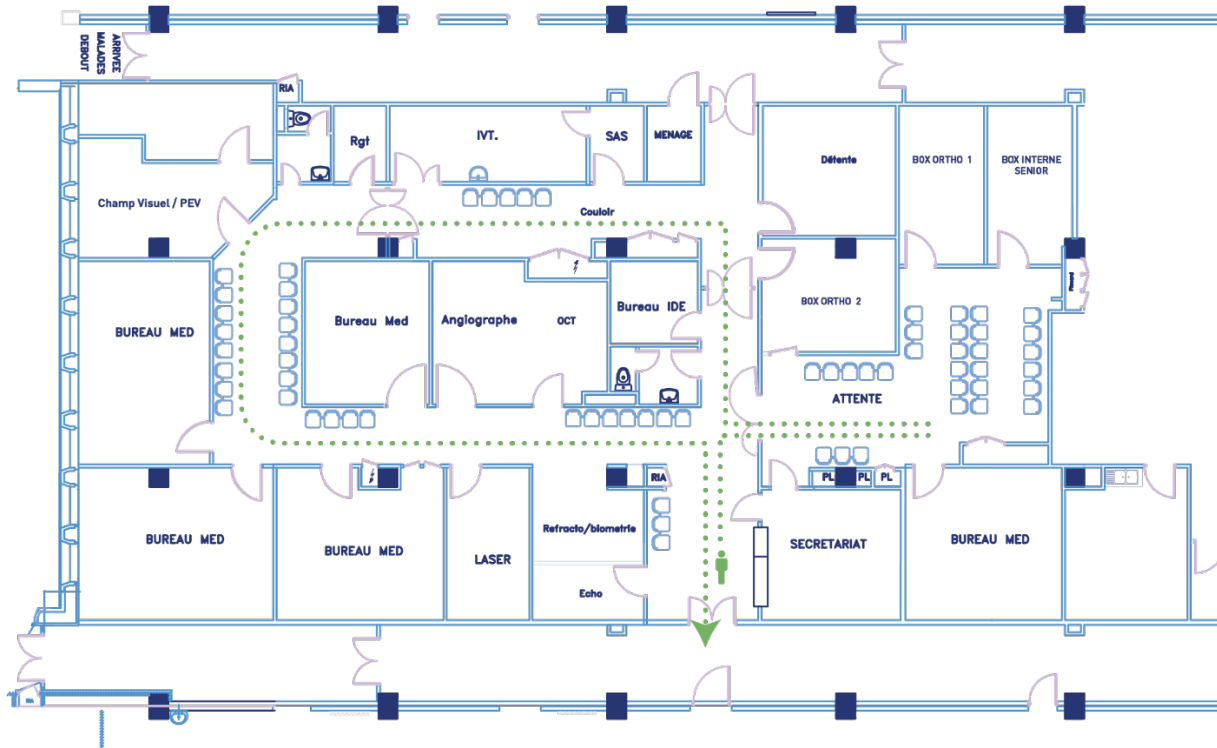 ARRIVEE
MALADES
DEBOUT
RIA
Rgt
IVT.
SAS
MENAGE
Détente
BOX ORTHO 1
BOX INTERNE
SENIOR
Champ Visuel / PEV
Couloir
BUREAU MED
Bureau Med
Angiographe
OCT
Bureau IDE
BOX ORTHO 2
Placard
ATTENTE
BUREAU MED
BUREAU MED
LASER
Refracto/biometrie
Echo
RIA
PL
PL
PL
SECRETARIAT
BUREAU MED
RIA